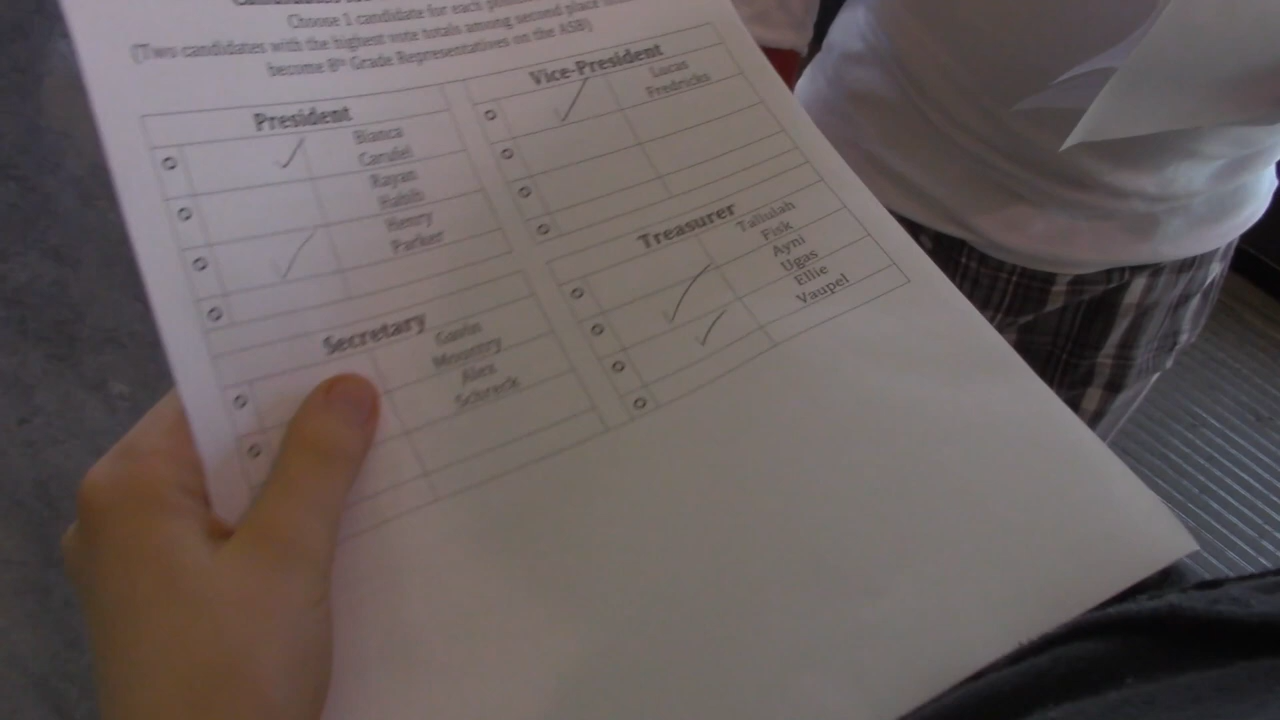 Choose 1 candidate for each
(Two candidates with the highest vote totals among second place
become 8th Grade Representatives on the ASB)
President
Bianca
Carufel
Rayan
Habib
Henry
Parker
Vice-President
Lucas
Fredricks
Secretary
Gavin
Mountry
Alex
Schreck
Treasurer
Tallulah
Fisk
Ayni
Ugas
Ellie
Vaupel